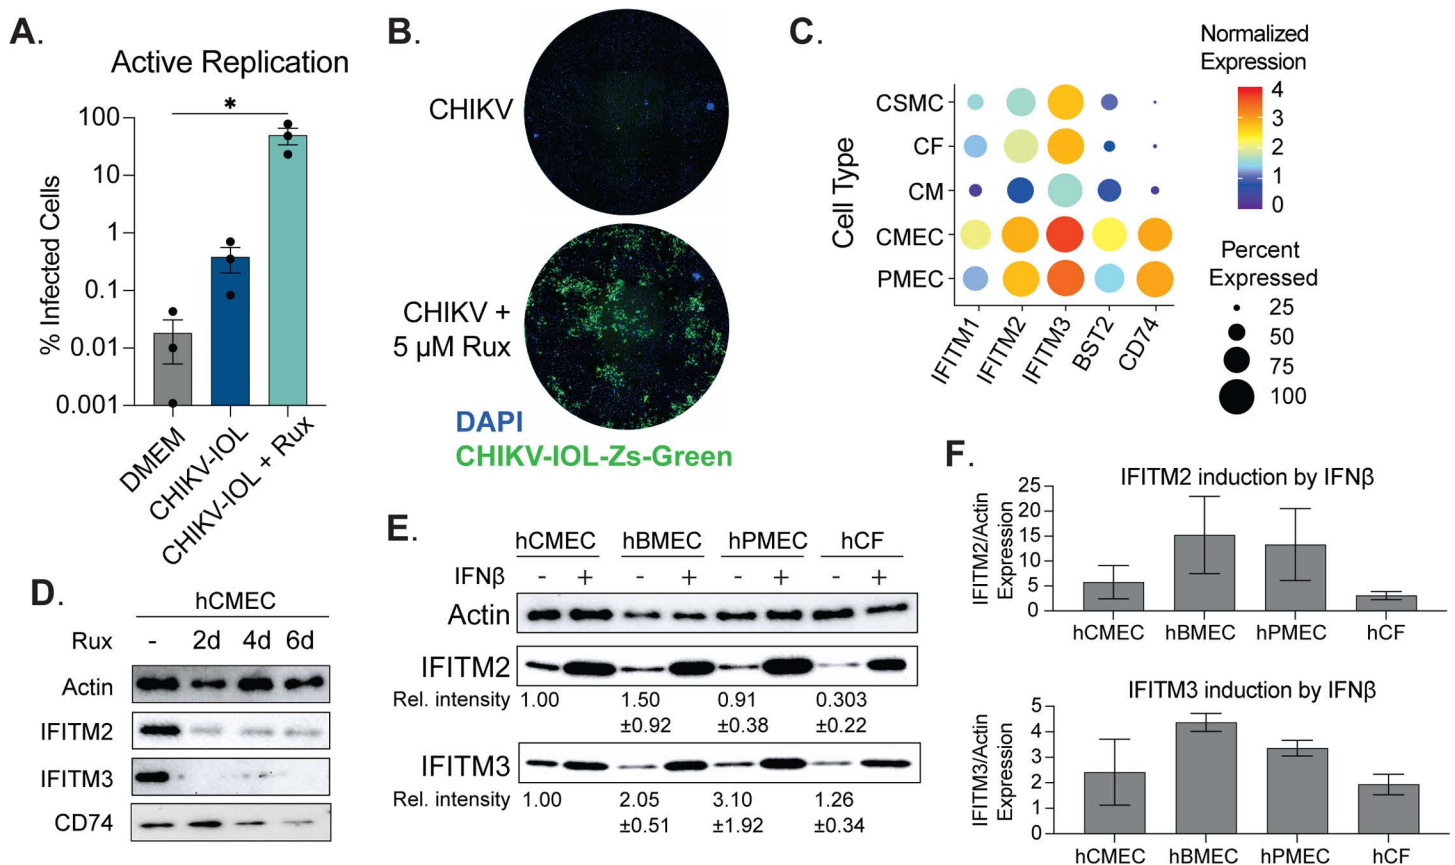 A.
Active Replication
*
% Infected Cells
100
10
1
0.1
0.01
0.001
DMEM
CHIKV-IOL
CHIKV-IOL + Rux
B.
CHIKV
CHIKV +
5 μM Rux
DAPI
CHIKV-IOL-Zs-Green
C.
Cell Type
CSMC
CF
CM
CMEC
PMEC
IFITM1
IFITM2
IFITM3
BST2
CD74
Normalized
Expression
4
3
2
1
0
Percent
Expressed
25
50
75
100
D.
hCMEC
Rux - 2d 4d 6d
Actin
IFITM2
IFITM3
CD74
E.
hCMEC hBMEC hPMEC hCF
IFNβ - + - + - + - +
Actin
IFITM2
Rel. intensity 1.00 1.50 0.91 0.303
±0.92 ±0.38 ±0.22
IFITM3
Rel. intensity 1.00 2.05 3.10 1.26
±0.51 ±1.92 ±0.34
F.
IFITM2 induction by IFNβ
IFITM2/Actin
Expression
25
20
15
10
5
0
hCMEC hBMEC hPMEC hCF
IFITM3 induction by IFNβ
IFITM3/Actin
Expression
5
4
3
2
1
0
hCMEC hBMEC hPMEC hCF